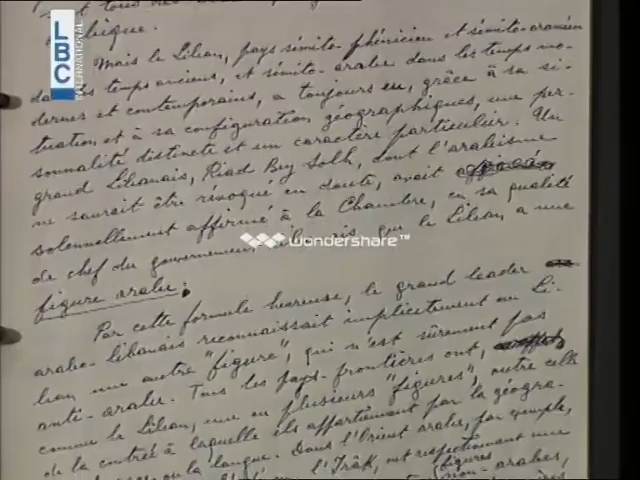 LBC
INTERNATIONAL
tous
blique.
Mais le Liban, pays sémito-phénicien et sémito-araméen
dans les temps anciens, et sémito-arabe dans les temps mo-
dernes et contemporains, a toujours eu, grâce à sa si-
tuation et à sa configuration géographiques, une per-
sonnalité distincte et un caractère particulier. Un
grand Libanais, Riad Bey Solh, dont l'arabisme
ne saurait être révoqué en doute, avait
solennellement affirmé à la Chambre, en sa qualité
de chef du gouvernement libanais que le Liban a une
figure arabe.
wondershare™
Par cette formule heureuse, le grand leader
arabo-libanais reconnaissait implicitement au Li-
ban une autre "figure", qui n'est sûrement pas
anti-arabe. Tous les pays-frontières ont,
comme le Liban, une ou plusieurs "figures", outre celle
de la contrée à laquelle ils appartiennent par la géogra-
ou la langue. Dans l'Orient arabe, par exemple,
l'Irâk, ont respectivement une
figures
non-arabes,